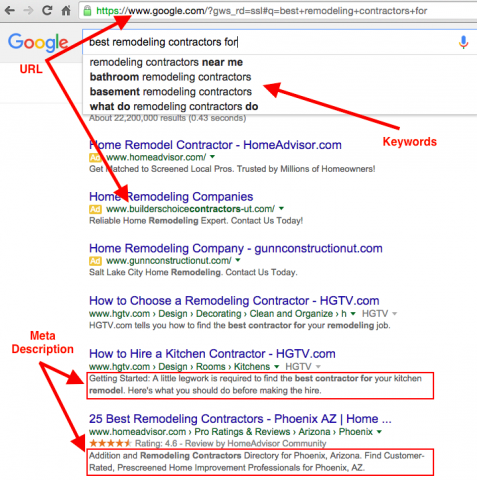 https://www.google.com/?gws_rd=ssl#q=best+remodeling+contractors+for
Google
best remodeling contractors for
URL
remodeling contractors near me
bathroom remodeling contractors
basement remodeling contractors
what do remodeling contractors do
Keywords
About 22,200,000 results (0.43 seconds)
Home Remodel Contractor - HomeAdvisor.com
Ad www.homeadvisor.com/
Get Matched to Screened Local Pros. Trusted by Millions of Homeowners!
Home Remodeling Companies
Ad www.builderschoicecontractors-ut.com/
Reliable Home Remodeling Expert. Contact Us Today!
Home Remodeling Company - gunnconstructionut.com
Ad www.gunnconstructionut.com/
Salt Lake City Home Remodeling. Contact Us Today.
How to Choose a Remodeling Contractor - HGTV.com
www.hgtv.com › Design › Decorating › Clean and Organize › h HGTV
HGTV.com tells you how to find the best contractor for your remodeling job.
Meta
Description
How to Hire a Kitchen Contractor - HGTV.com
www.hgtv.com › Design › Rooms › Kitchens HGTV
Getting Started: A little legwork is required to find the best contractor for your kitchen
remodel. Here's what you should do before making the hire.
25 Best Remodeling Contractors - Phoenix AZ | Home ...
www.homeadvisor.com › Pro Ratings & Reviews › Arizona › Phoenix
Rating: 4.6 - Review by HomeAdvisor Community
Addition and Remodeling Contractors Directory for Phoenix, Arizona. Find Customer-
Rated, Prescreened Home Improvement Professionals for Phoenix, AZ.